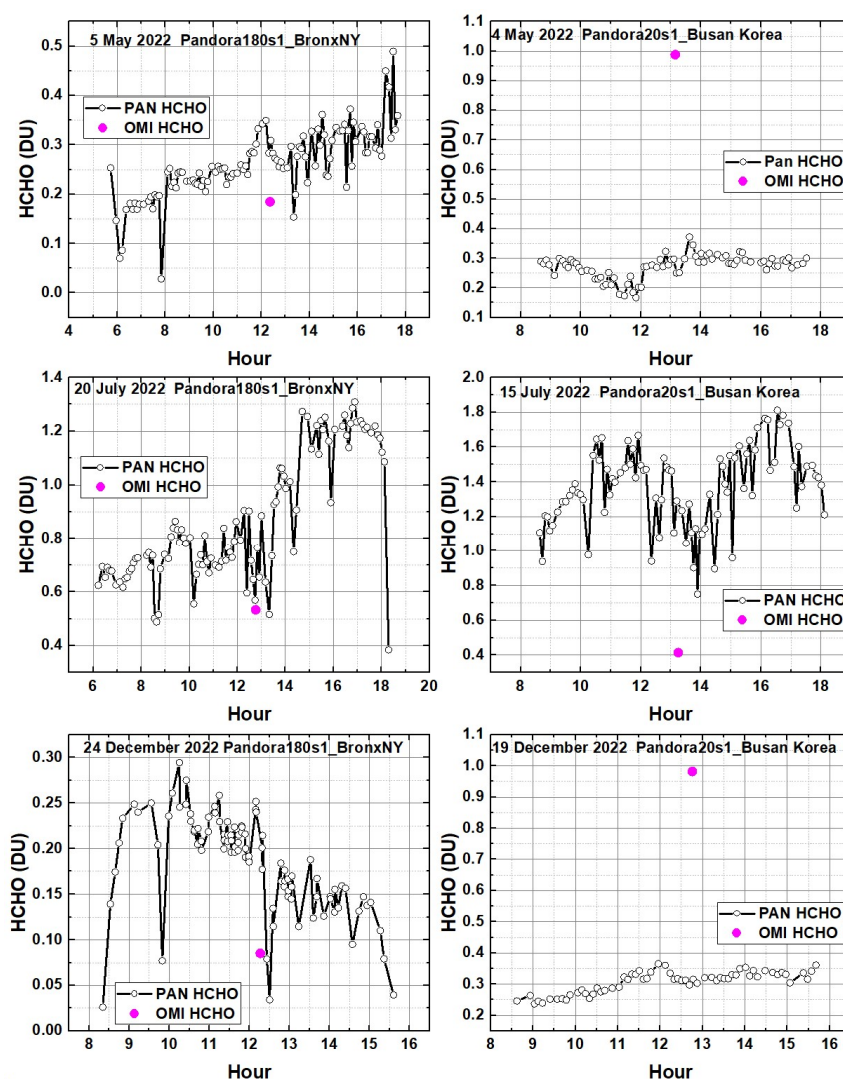 5 May 2022 Pandora180s1_BronxNY
0.5
0.4
0.3
0.2
0.1
0.0
HCHO (DU)
PAN HCHO
OMI HCHO
4 6 8 10 12 14 16 18
Hour
4 May 2022 Pandora20s1_Busan Korea
1.1
1.0
0.9
0.8
0.7
0.6
0.5
0.4
0.3
0.2
0.1
HCHO (DU)
Pan HCHO
OMI HCHO
8 10 12 14 16 18
Hour
20 July 2022 Pandora180s1_BronxNY
1.4
1.2
1.0
0.8
0.6
0.4
HCHO (DU)
PAN HCHO
OMI HCHO
6 8 10 12 14 16 18 20
Hour
15 July 2022 Pandora20s1_Busan Korea
2.0
1.8
1.6
1.4
1.2
1.0
0.8
0.6
0.4
HCHO (DU)
PAN HCHO
OMI HCHO
8 10 12 14 16 18
Hour
24 December 2022 Pandora180s1_BronxNY
0.30
0.25
0.20
0.15
0.10
0.05
0.00
HCHO (DU)
PAN HCHO
OMI HCHO
8 9 10 11 12 13 14 15 16
Hour
19 December 2022 Pandora20s1_Busan Korea
1.1
1.0
0.9
0.8
0.7
0.6
0.5
0.4
0.3
0.2
HCHO (DU)
PAN HCHO
OMI HCHO
8 9 10 11 12 13 14 15 16
Hour